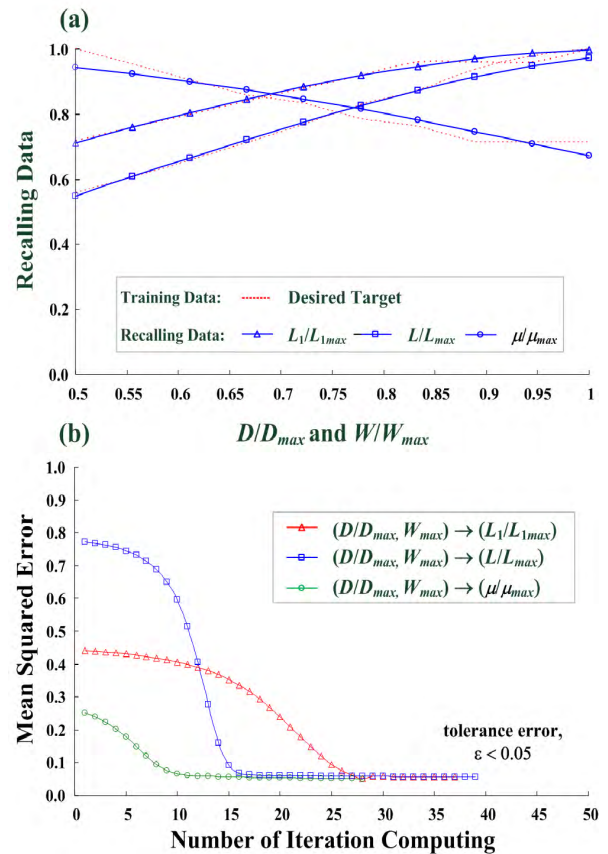 (a)
Recalling Data
1.0
0.8
0.6
0.4
0.2
0.0
Training Data: Desired Target
Recalling Data: L1/L1max L/Lmax μ/μmax
0.5 0.55 0.6 0.65 0.7 0.75 0.8 0.85 0.9 0.95 1
D/Dmax and W/Wmax
(b)
Mean Squared Error
1.0
0.9
0.8
0.7
0.6
0.5
0.4
0.3
0.2
0.1
0.0
(D/Dmax, Wmax) → (L1/L1max)
(D/Dmax, Wmax) → (L/Lmax)
(D/Dmax, Wmax) → (μ/μmax)
tolerance error,
ε < 0.05
0 5 10 15 20 25 30 35 40 45 50
Number of Iteration Computing